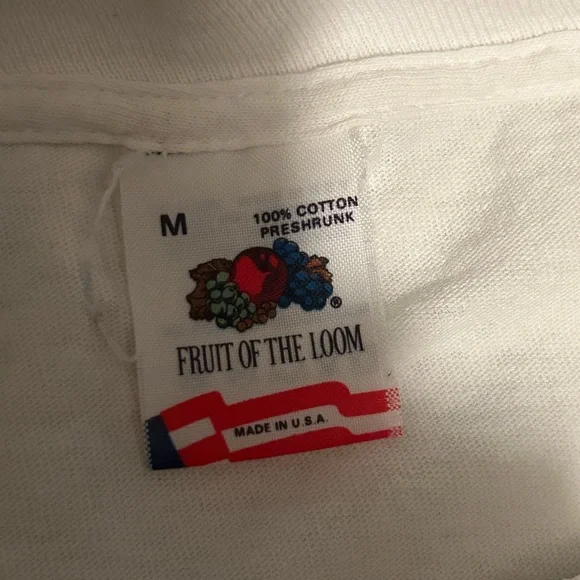 M
100% COTTON
PRESHRUNK
®
FRUIT OF THE LOOM
MADE IN U.S.A.